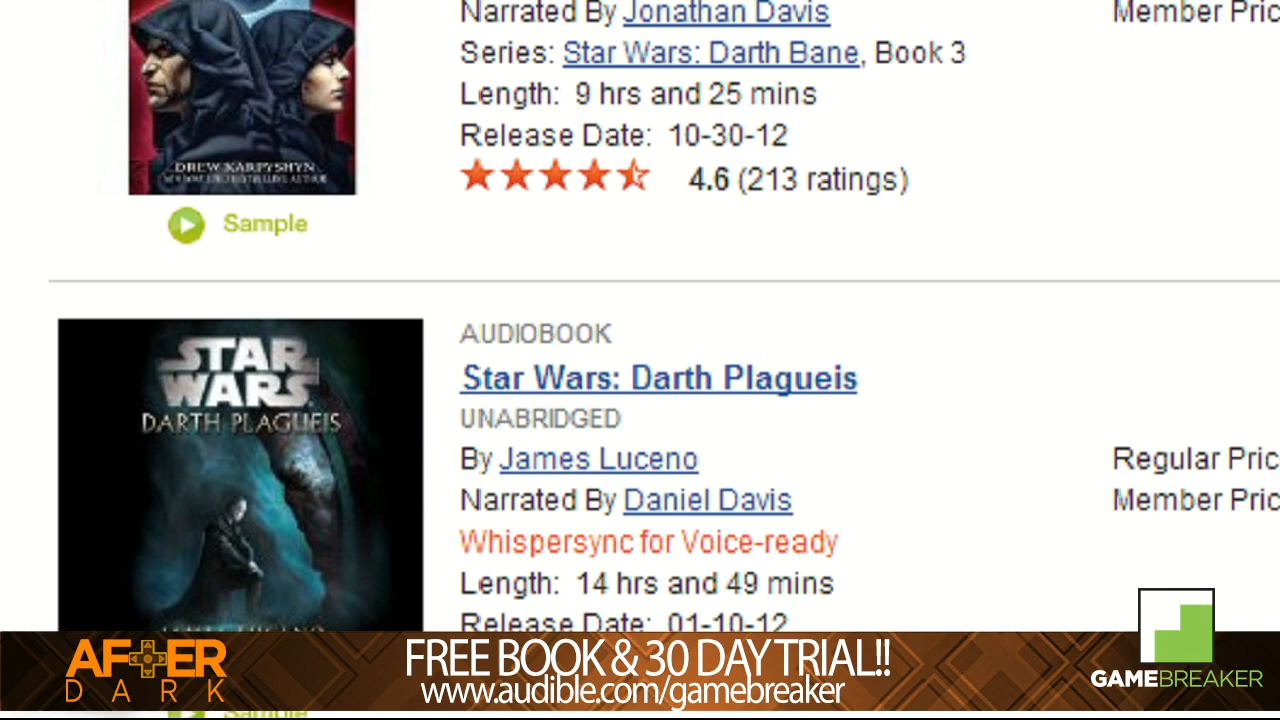 Narrated By Jonathan Davis
Member Pric
Series: Star Wars: Darth Bane, Book 3
Length: 9 hrs and 25 mins
Release Date: 10-30-12
4.6 (213 ratings)
DREW KARPYSHYN
Sample
STAR
WARS
DARTH PLAGUEIS
AUDIOBOOK
Star Wars: Darth Plagueis
UNABRIDGED
By James Luceno
Regular Pric
Narrated By Daniel Davis
Member Pric
Whispersync for Voice-ready
Length: 14 hrs and 49 mins
Release Date: 01-10-12
AFTER
DARK
FREE BOOK & 30 DAY TRIAL!!
www.audible.com/gamebreaker
GAMEBREAKER
Sample